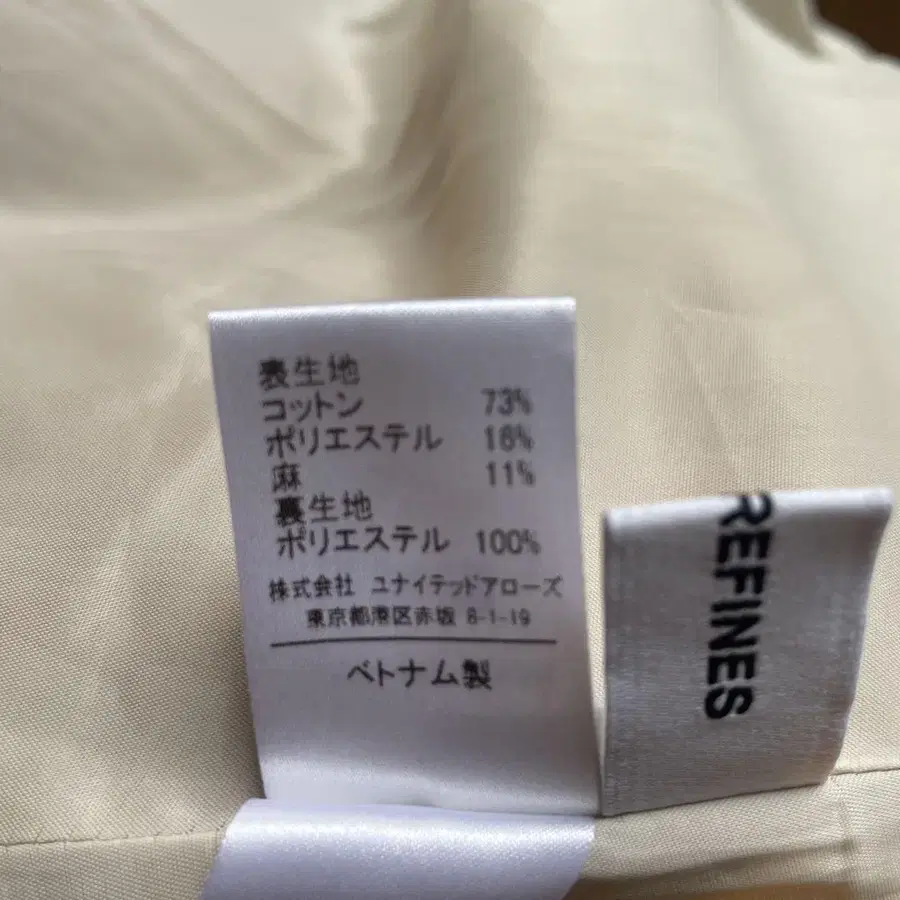 表生地
コットン 73%
ポリエステル 16%
麻 11%
裏生地
ポリエステル 100%
株式会社 ユナイテッドアローズ
東京都港区赤坂 8-1-19
ベトナム製
REFINES